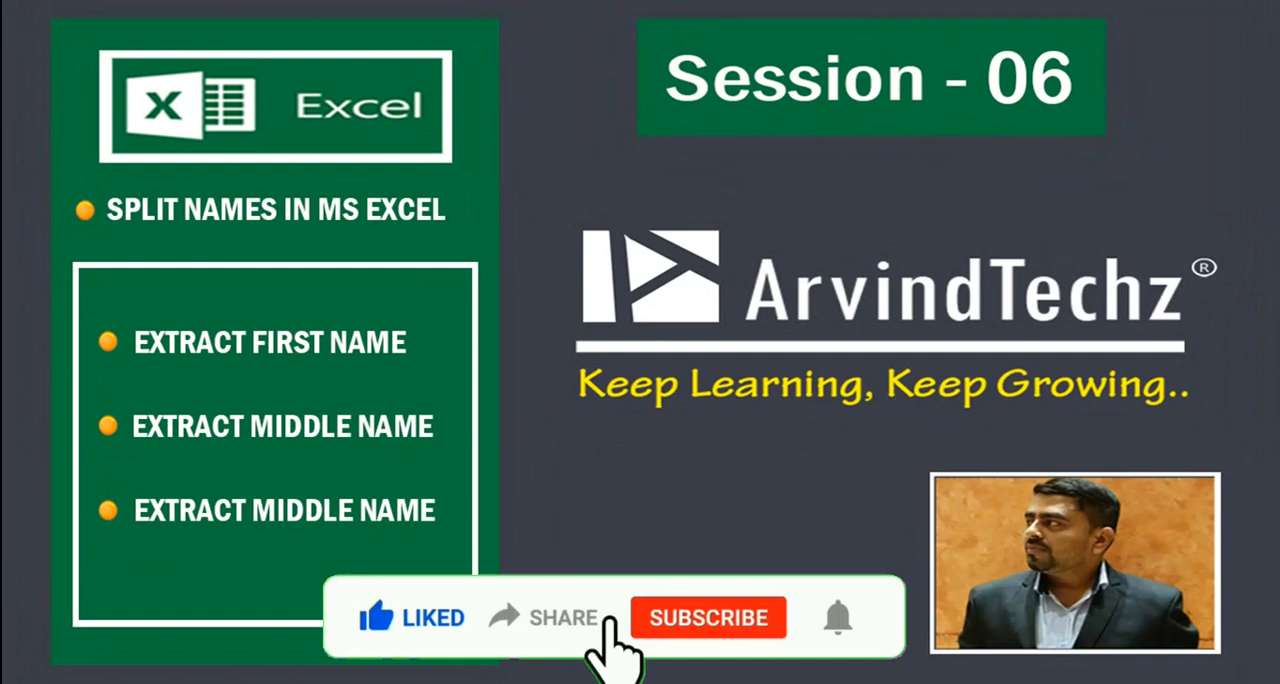 Excel
SPLIT NAMES IN MS EXCEL
EXTRACT FIRST NAME
EXTRACT MIDDLE NAME
EXTRACT MIDDLE NAME
Session - 06
ArvindTechz®
Keep Learning, Keep Growing..
LIKED SHARE SUBSCRIBE